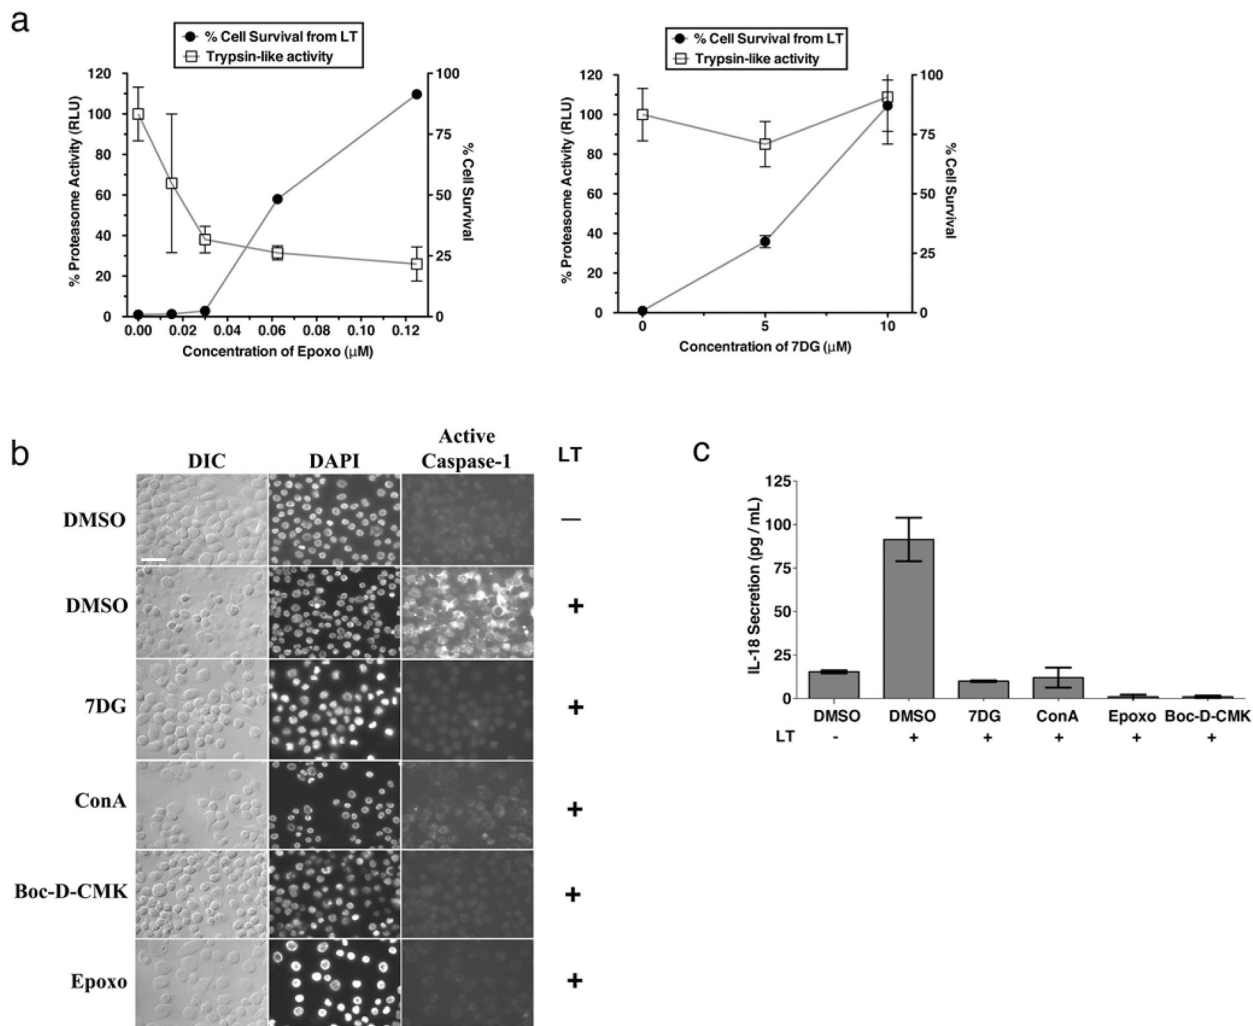 a
% Cell Survival from LT
Trypsin-like activity
% Proteasome Activity (RLU)
120
100
80
60
40
20
0
100
75
50
25
0
% Cell Survival
0.00 0.02 0.04 0.06 0.08 0.10 0.12
Concentration of Epoxo (μM)
% Cell Survival from LT
Trypsin-like activity
% Proteasome Activity (RLU)
120
100
80
60
40
20
0
100
75
50
25
0
% Cell Survival
0 5 10
Concentration of 7DG (μM)
b
DIC DAPI Active Caspase-1 LT
DMSO —
DMSO +
7DG +
ConA +
Boc-D-CMK +
Epoxo +
c
IL-18 Secretion (pg / mL)
125
100
75
50
25
0
DMSO DMSO 7DG ConA Epoxo Boc-D-CMK
LT - + + + + +